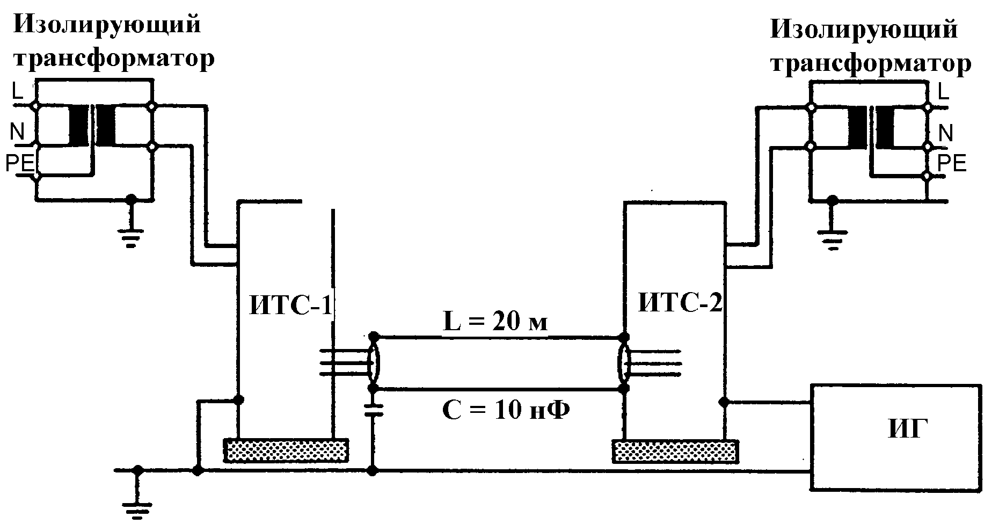 Изолирующий
трансформатор
L
N
PE
Изолирующий
трансформатор
L
N
PE
ИТС-1
L = 20 м
C = 10 нФ
ИТС-2
ИГ